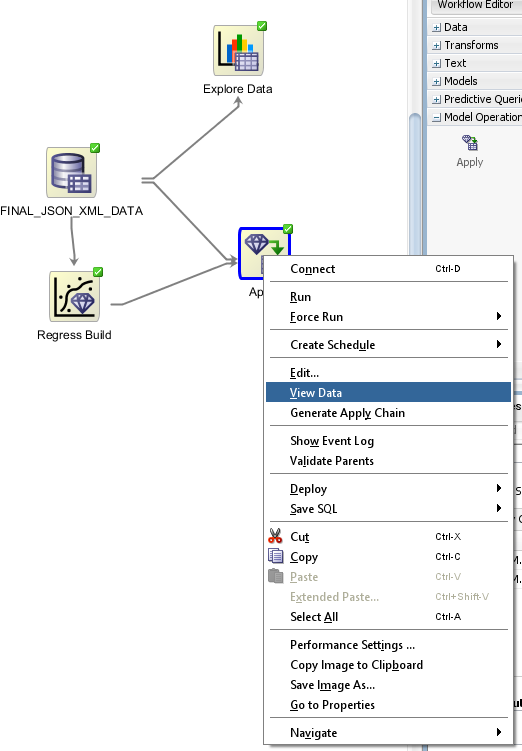 Workflow Editor
Data
Transforms
Text
Models
Predictive Queri
Model Operation
Apply
Explore Data
FINAL_JSON_XML_DATA
Regress Build
Ap
Connect Ctrl-D
Run
Force Run
Create Schedule
Edit...
View Data
Generate Apply Chain
Show Event Log
Validate Parents
Deploy
Save SQL
Cut Ctrl-X
Copy Ctrl-C
Paste Ctrl-V
Extended Paste... Ctrl+Shift-V
Select All Ctrl-A
Performance Settings ...
Copy Image to Clipboard
Save Image As...
Go to Properties
Navigate